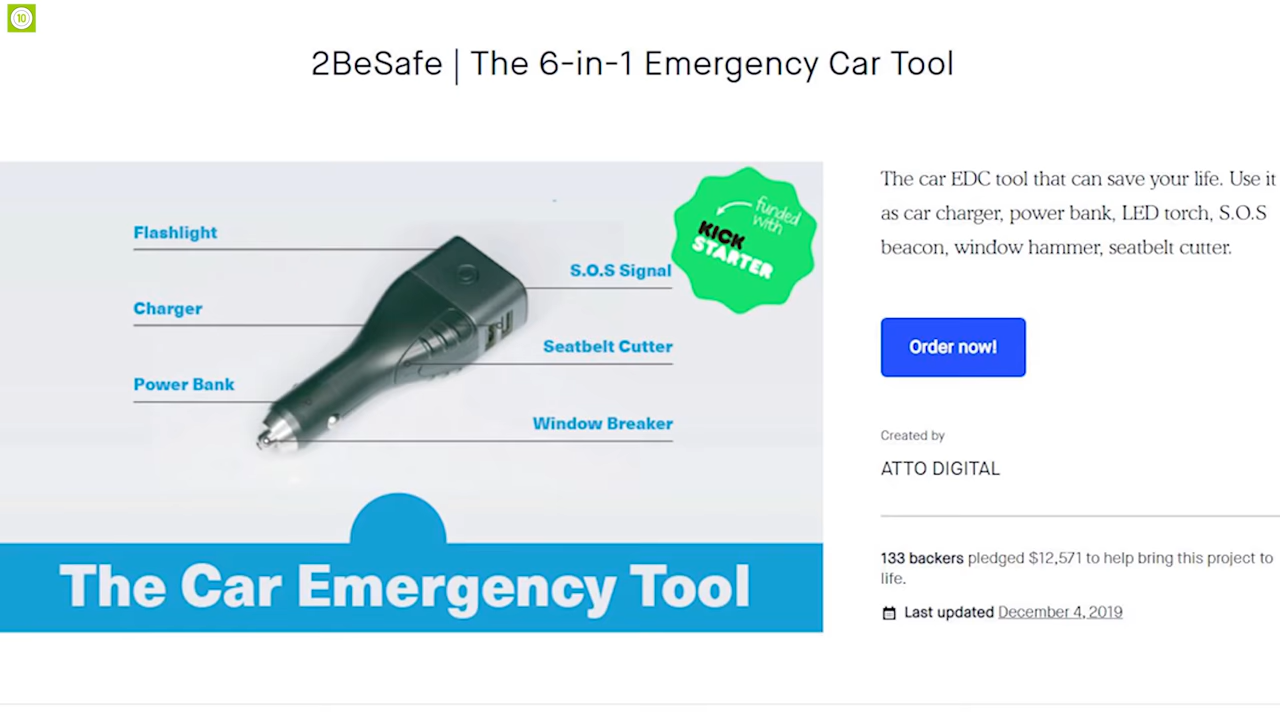 10
2BeSafe | The 6-in-1 Emergency Car Tool
Flashlight
Charger
Power Bank
S.O.S Signal
Seatbelt Cutter
Window Breaker
funded
with
KICK
STARTER
The Car Emergency Tool
The car EDC tool that can save your life. Use it
as car charger, power bank, LED torch, S.O.S
beacon, window hammer, seatbelt cutter.
Order now!
Created by
ATTO DIGITAL
133 backers pledged $12,571 to help bring this project to
life.
Last updated December 4, 2019